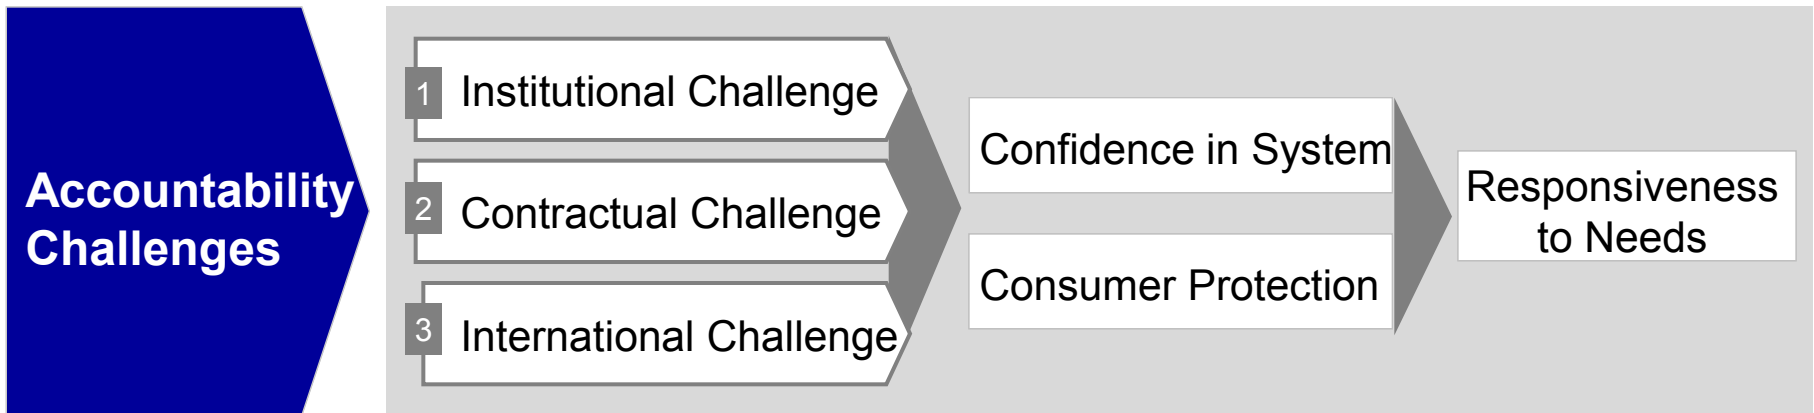 Accountability
Challenges
1
Institutional Challenge
2
Contractual Challenge
3
International Challenge
Confidence in System
Consumer Protection
Responsiveness
to Needs